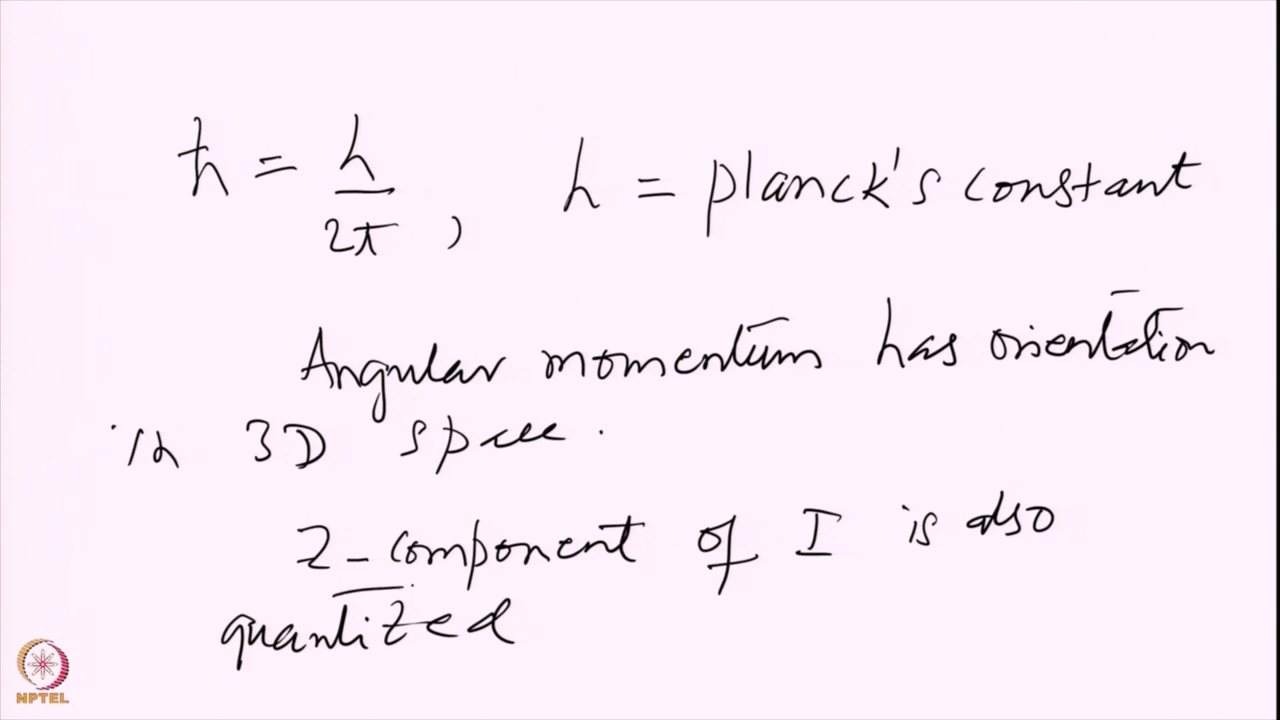 ħ = h/2π, h = planck's constant
Angular momentum has orientation
in 3D space.
Z-component of I is also
quantized
NPTEL